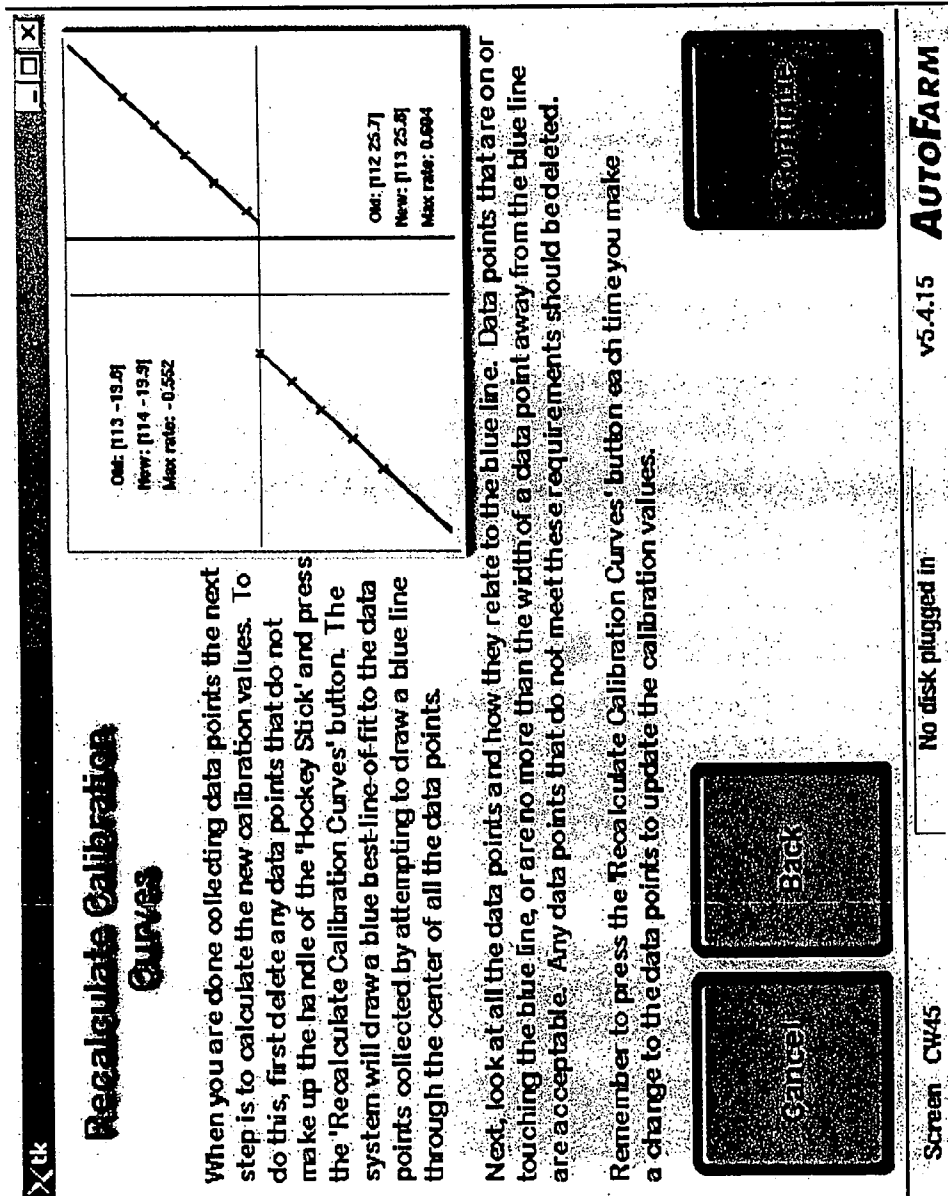 tk
Recalculate Calibration
Curves
When you are done collecting data points the next
step is to calculate the new calibration values. To
do this, first delete any data points that do not
make up the handle of the 'Hockey Stick' and press
the 'Recalculate Calibration Curves' button. The
system will draw a blue best-line-of-fit to the data
points collected by attempting to draw a blue line
through the center of all the data points.
Old: [113 -19.8]
New: [114 -19.9]
Max rate: -0.552
Old: [112 25.7]
New: [113 25.8]
Max rate: 0.604
Next, look at all the data points and how they relate to the blue line. Data points that are on or
touching the blue line, or are no more than the width of a data point away from the blue line
are acceptable. Any data points that do not meet these requirements should be deleted.
Remember to press the 'Recalculate Calibration Curves' button each time you make
a change to the data points to update the calibration values.
Cancel
Back
Continue
Screen CW45
No disk plugged in
v5.4.15
AUTOFARM